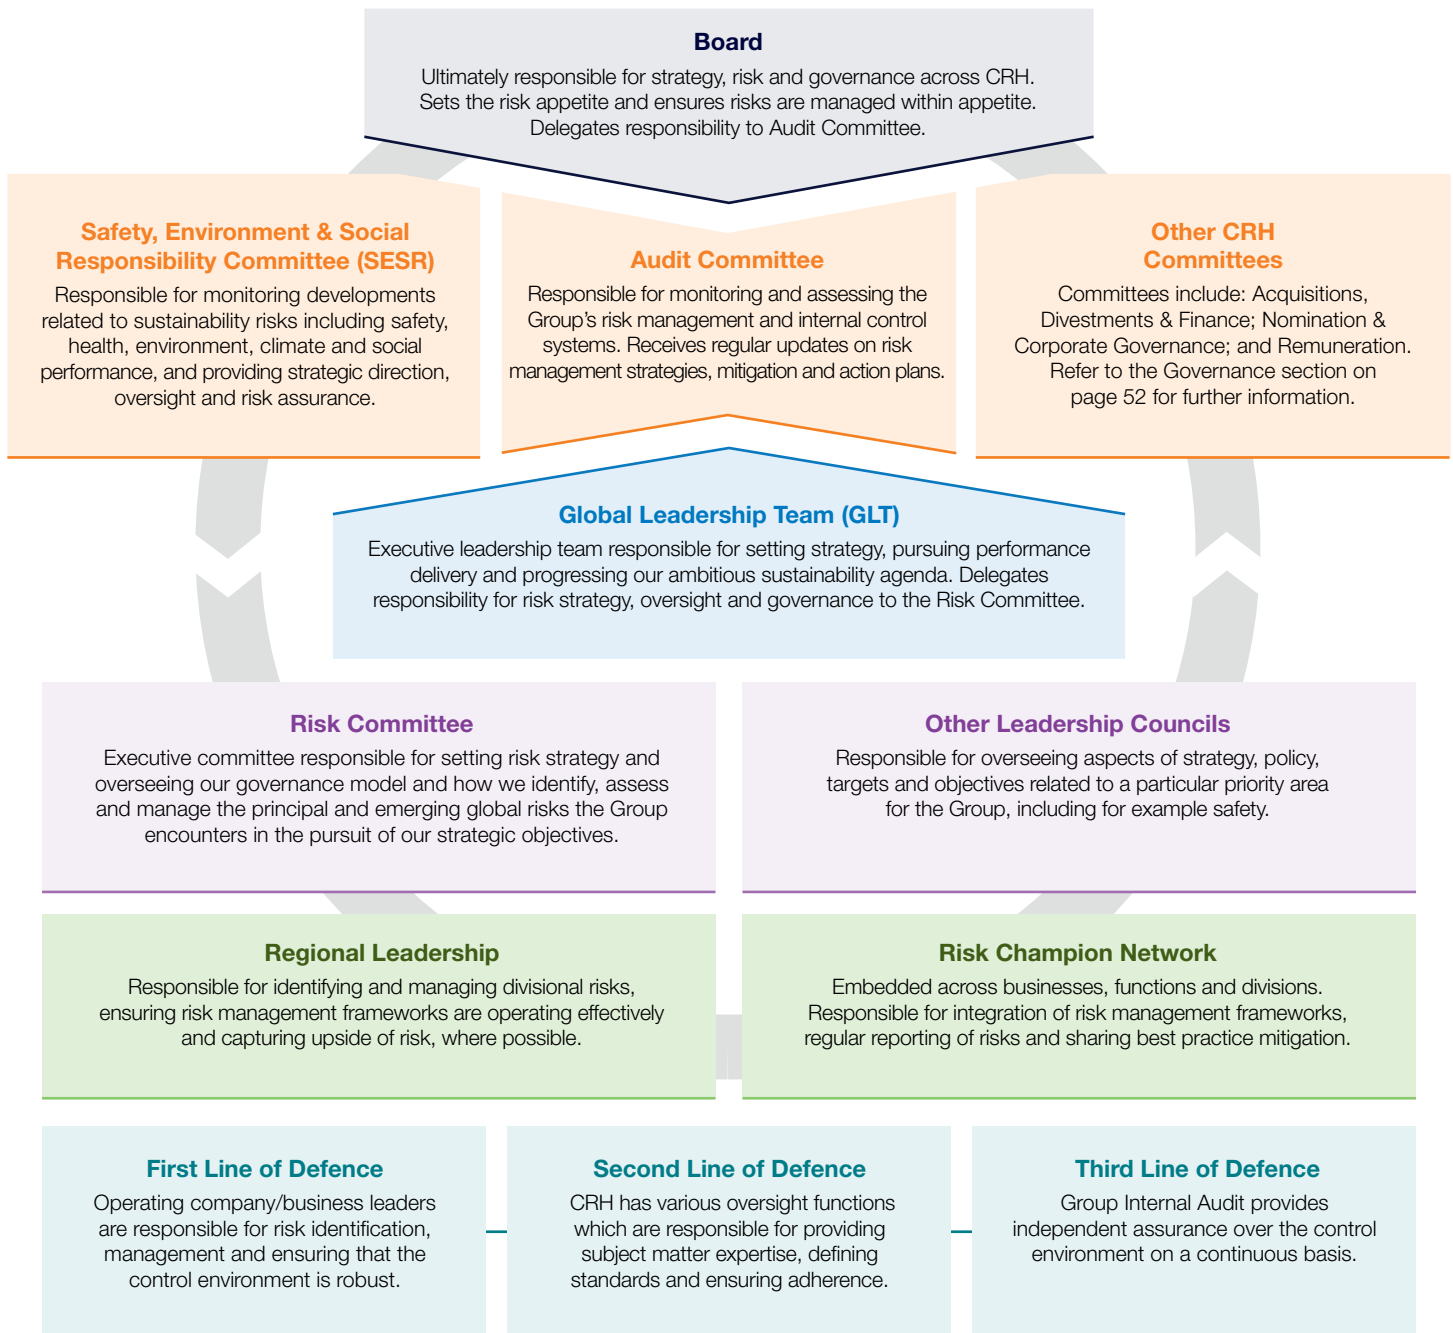 Board
Ultimately responsible for strategy, risk and governance across CRH.
Sets the risk appetite and ensures risks are managed within appetite.
Delegates responsibility to Audit Committee.
Safety, Environment & Social
Responsibility Committee (SESR)
Responsible for monitoring developments
related to sustainability risks including safety,
health, environment, climate and social
performance, and providing strategic direction,
oversight and risk assurance.
Audit Committee
Responsible for monitoring and assessing the
Group's risk management and internal control
systems. Receives regular updates on risk
management strategies, mitigation and action plans.
Other CRH
Committees
Committees include: Acquisitions,
Divestments & Finance; Nomination &
Corporate Governance; and Remuneration.
Refer to the Governance section on
page 52 for further information.
Global Leadership Team (GLT)
Executive leadership team responsible for setting strategy, pursuing performance
delivery and progressing our ambitious sustainability agenda. Delegates
responsibility for risk strategy, oversight and governance to the Risk Committee.
Risk Committee
Executive committee responsible for setting risk strategy and
overseeing our governance model and how we identify, assess
and manage the principal and emerging global risks the Group
encounters in the pursuit of our strategic objectives.
Other Leadership Councils
Responsible for overseeing aspects of strategy, policy,
targets and objectives related to a particular priority area
for the Group, including for example safety.
Regional Leadership
Responsible for identifying and managing divisional risks,
ensuring risk management frameworks are operating effectively
and capturing upside of risk, where possible.
Risk Champion Network
Embedded across businesses, functions and divisions.
Responsible for integration of risk management frameworks,
regular reporting of risks and sharing best practice mitigation.
First Line of Defence
Operating company/business leaders
are responsible for risk identification,
management and ensuring that the
control environment is robust.
Second Line of Defence
CRH has various oversight functions
which are responsible for providing
subject matter expertise, defining
standards and ensuring adherence.
Third Line of Defence
Group Internal Audit provides
independent assurance over the control
environment on a continuous basis.